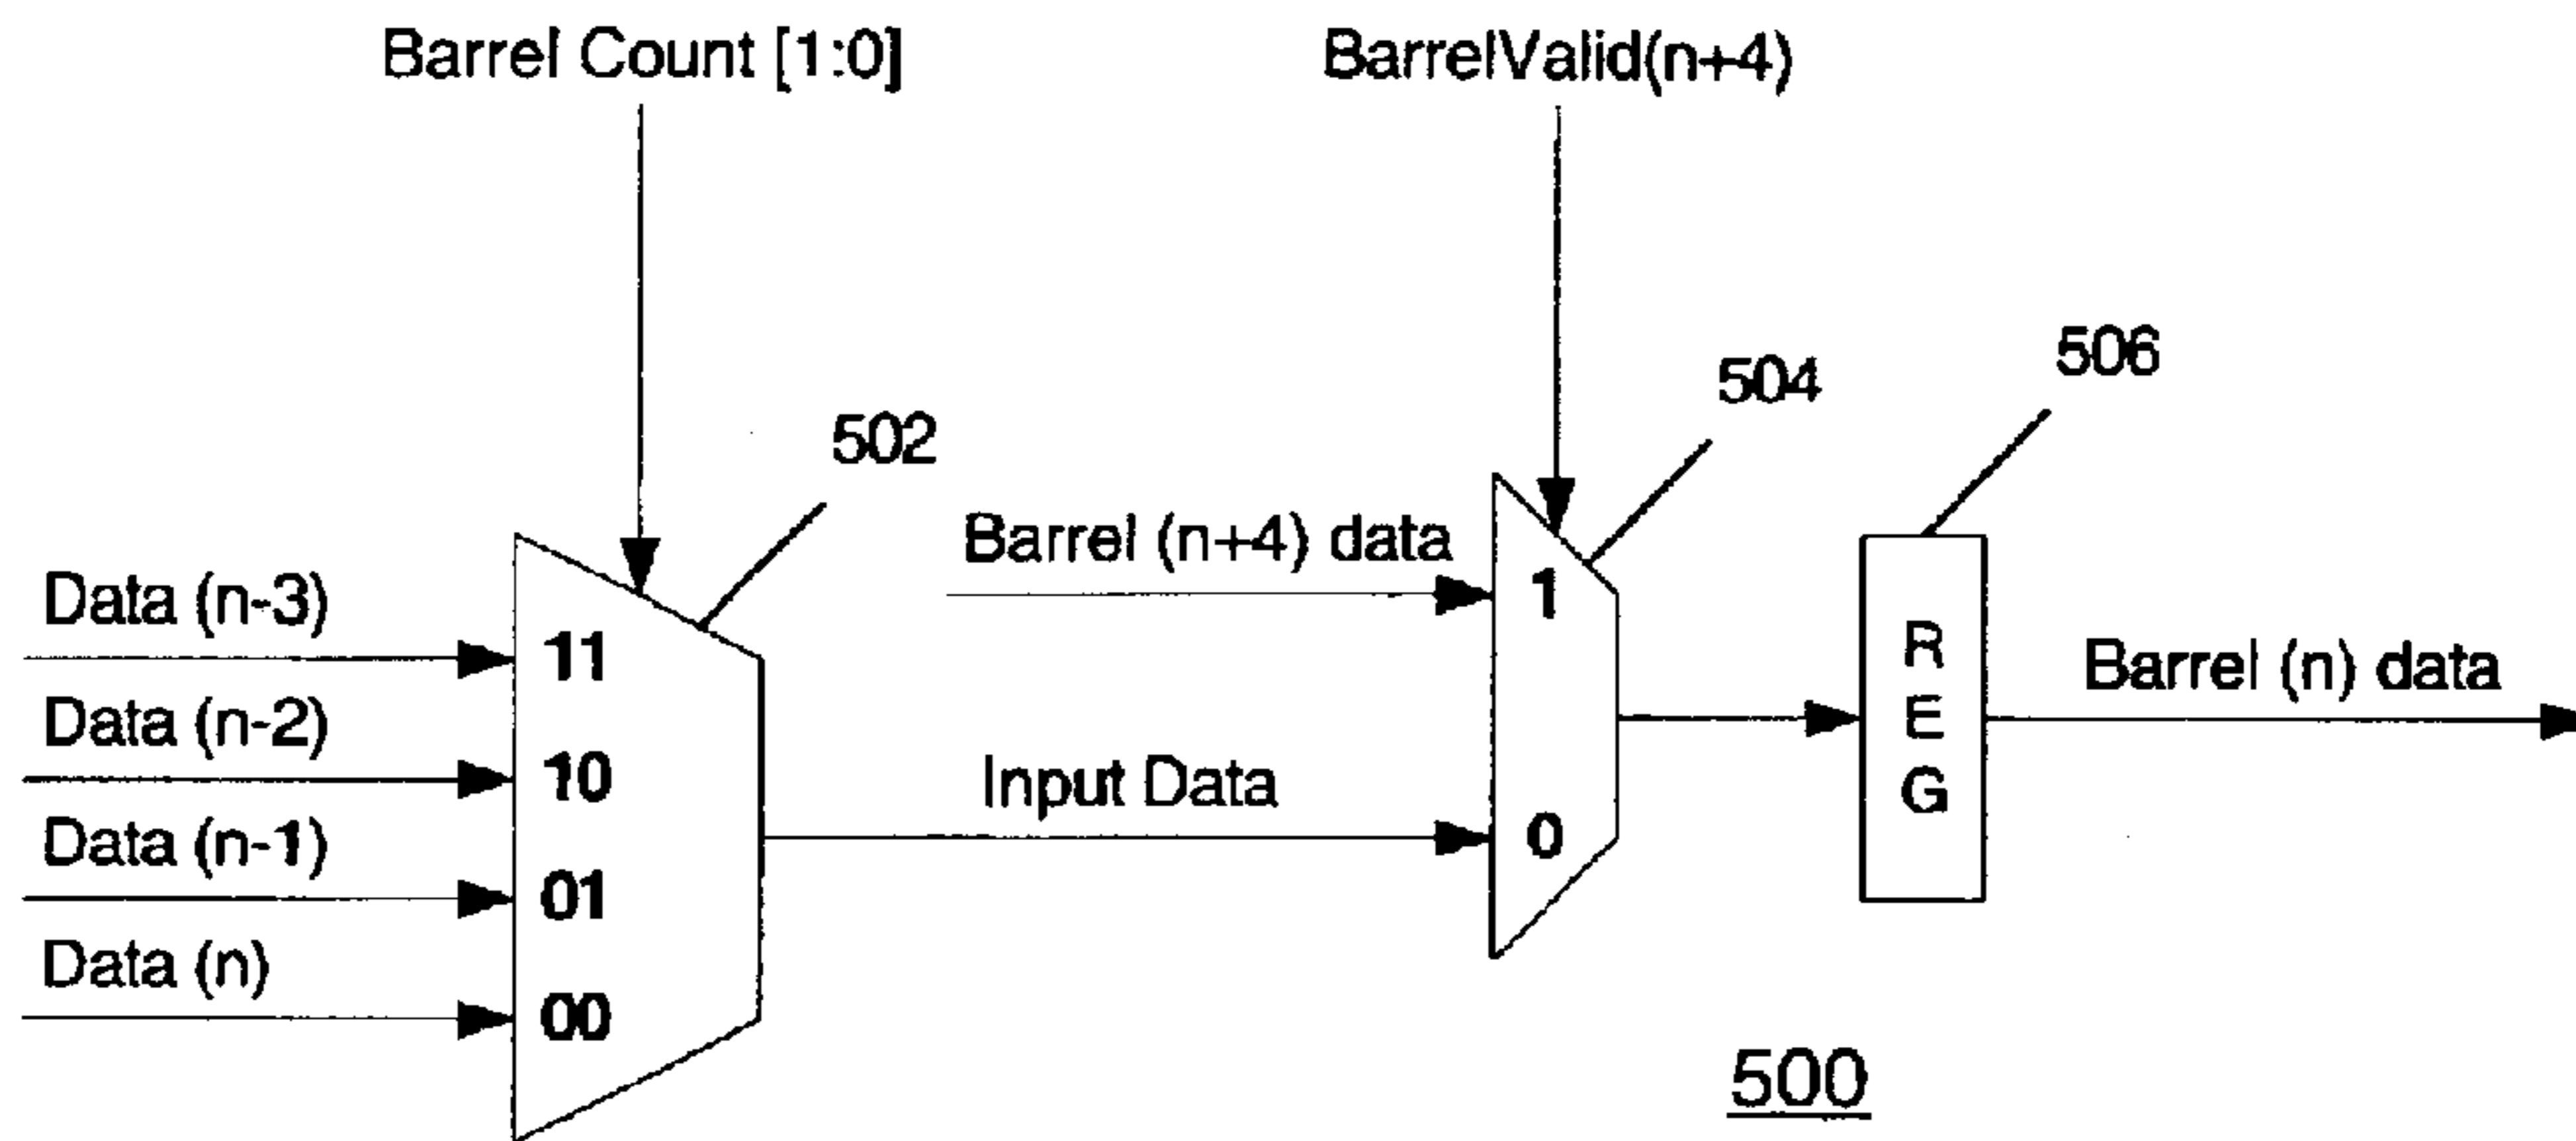 Barrel Count [1:0]
BarrelValid(n+4)
502
504
506
Data (n-3)
Data (n-2)
Data (n-1)
Data (n)
11
10
01
00
Barrel (n+4) data
Input Data
1
0
R
E
G
Barrel (n) data
500